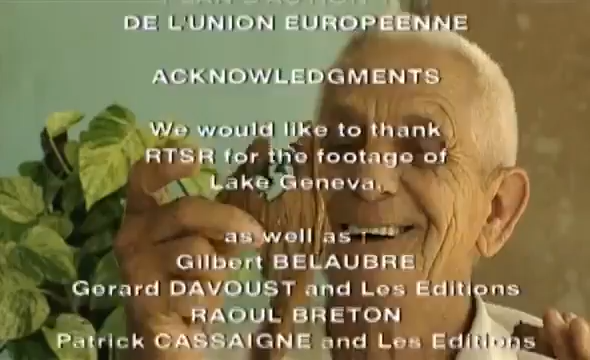 DE L'UNION EUROPEENNE
ACKNOWLEDGMENTS
We would like to thank
RTSR for the footage of
Lake Geneva,
as well as
Gilbert BELAUBRE
Gerard DAVOUST and Les Editions
RAOUL BRETON
Patrick CASSAIGNE and Les Editions